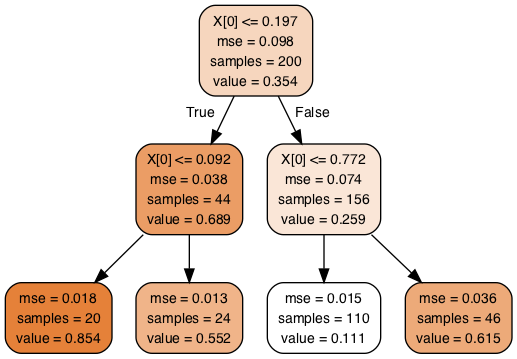 X[0] <= 0.197
mse = 0.098
samples = 200
value = 0.354
True
False
X[0] <= 0.092
mse = 0.038
samples = 44
value = 0.689
X[0] <= 0.772
mse = 0.074
samples = 156
value = 0.259
mse = 0.018
samples = 20
value = 0.854
mse = 0.013
samples = 24
value = 0.552
mse = 0.015
samples = 110
value = 0.111
mse = 0.036
samples = 46
value = 0.615